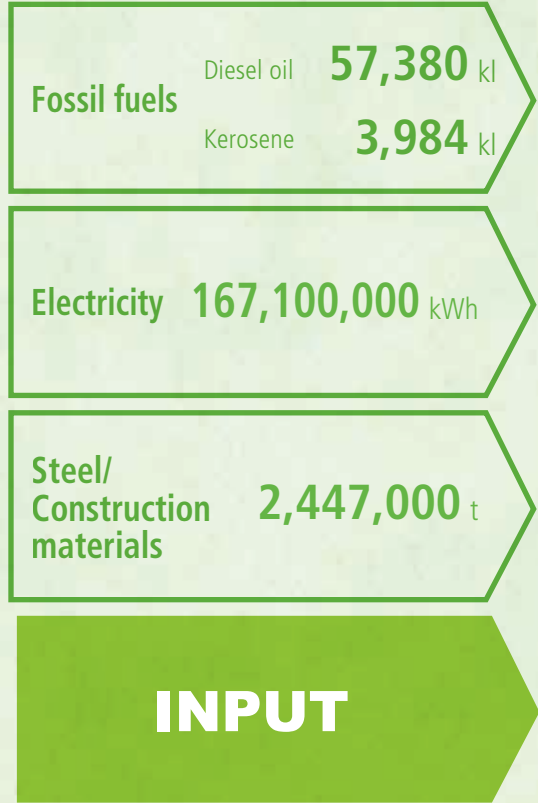 Fossil fuels
Diesel oil 57,380 kl
Kerosene 3,984 kl
Electricity 167,100,000 kWh
Steel/
Construction
materials
2,447,000 t
INPUT